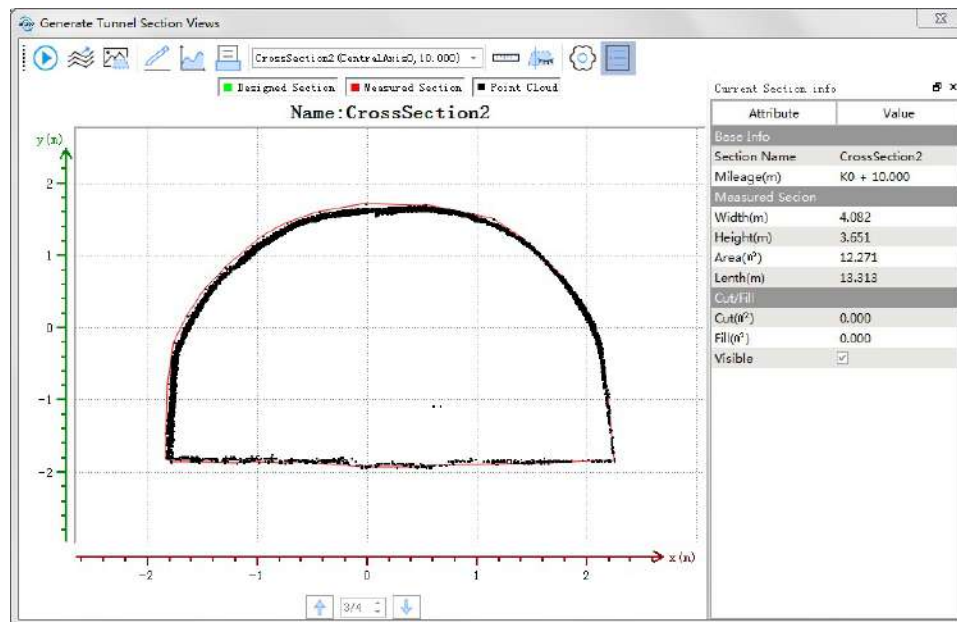 Generate Tunnel Section Views
CrossSection2(CentralAxis0,10.000)
Designed Section Measured Section Point Cloud
Name:CrossSection2
y(m)
2
1
0
-1
-2
-2 -1 0 1 2
x(m)
3/4
Current Section info
Attribute Value
Base Info
Section Name CrossSection2
Mileage(m) K0 + 10.000
Measured Secion
Width(m) 4.082
Height(m) 3.651
Area(m²) 12.271
Lenth(m) 13.313
Cut/Fill
Cut(m²) 0.000
Fill(m²) 0.000
Visible